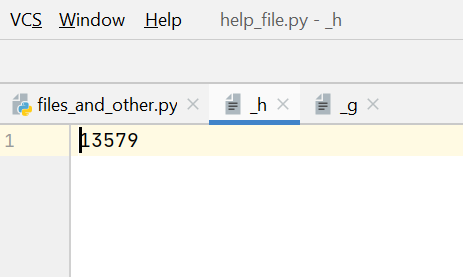 VCS Window Help help_file.py - _h
files_and_other.py _h _g
1 13579